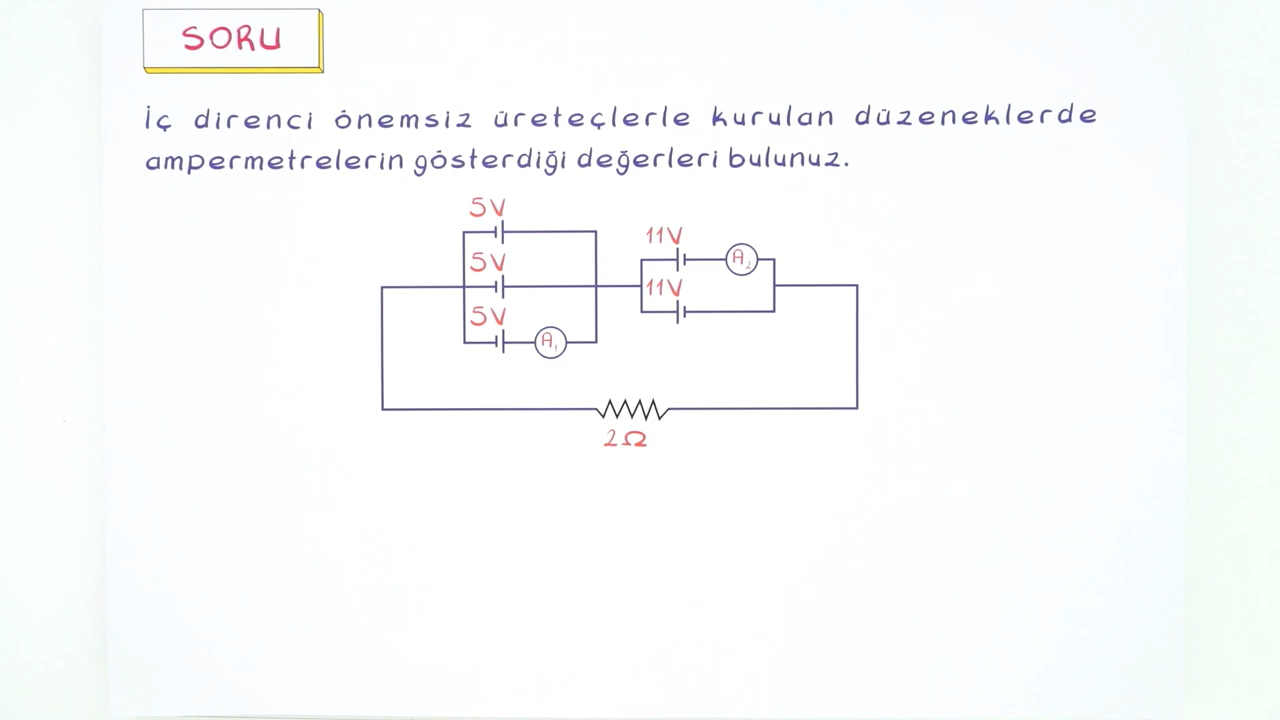 SORU
İç direnci önemsiz üreteçlerle kurulan düzeneklerde
ampermetrelerin gösterdiği değerleri bulunuz.
5V
11V
5V
A₂
11V
5V
A₁
2Ω